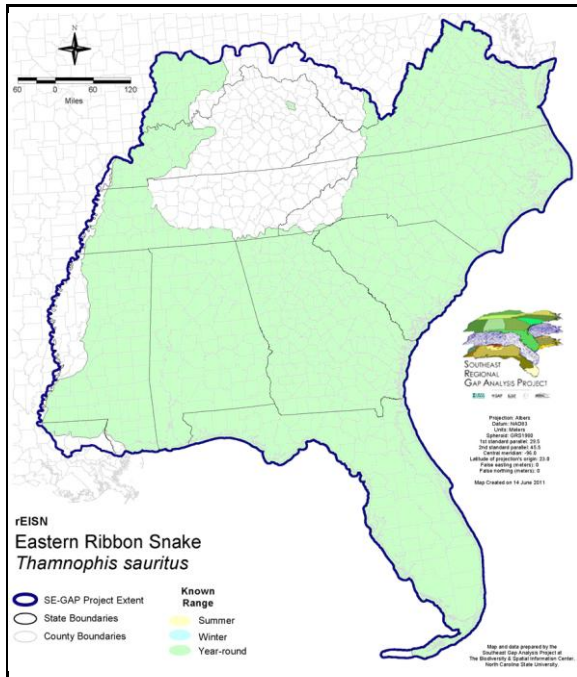 N
60 0 60 120
Miles
SOUTHEAST
REGIONAL
GAP ANALYSIS PROJECT
Projection: Albers
Datum: NAD83
Units: Meters
Spheroid: GRS1980
1st standard parallel: 29.5
2nd standard parallel: 45.5
Central meridian: -96.0
Latitude of projection's origin: 23.0
False easting (meters): 0
False northing (meters): 0
Map Created on 14 June 2011
rEISN
Eastern Ribbon Snake
Thamnophis sauritus
SE-GAP Project Extent
State Boundaries
County Boundaries
Known
Range
Summer
Winter
Year-round
Map and data prepared by the
Southeast Gap Analysis Project at
The Biodiversity & Spatial Information Center,
North Carolina State University.